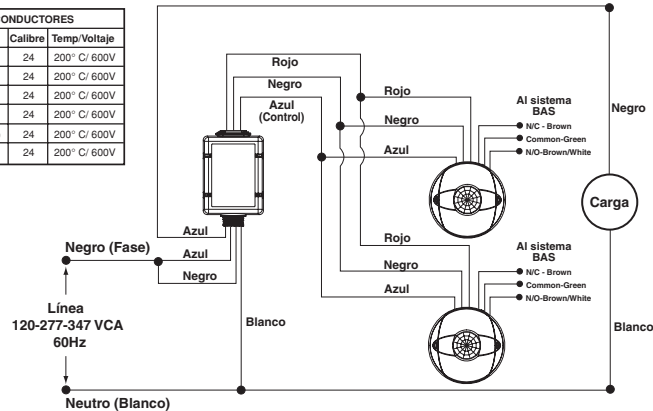 CONDUCTORES
Calibre Temp/Voltaje
24 200° C/ 600V
24 200° C/ 600V
24 200° C/ 600V
24 200° C/ 600V
24 200° C/ 600V
24 200° C/ 600V
Rojo
Negro
Azul
(Control)
Rojo
Negro
Azul
Al sistema
BAS
N/C - Brown
Common-Green
N/O-Brown/White
Negro
Carga
Azul
Negro (Fase)
Azul
Negro
Línea
120-277-347 VCA
60Hz
Blanco
Rojo
Negro
Azul
Al sistema
BAS
N/C - Brown
Common-Green
N/O-Brown/White
Blanco
Neutro (Blanco)